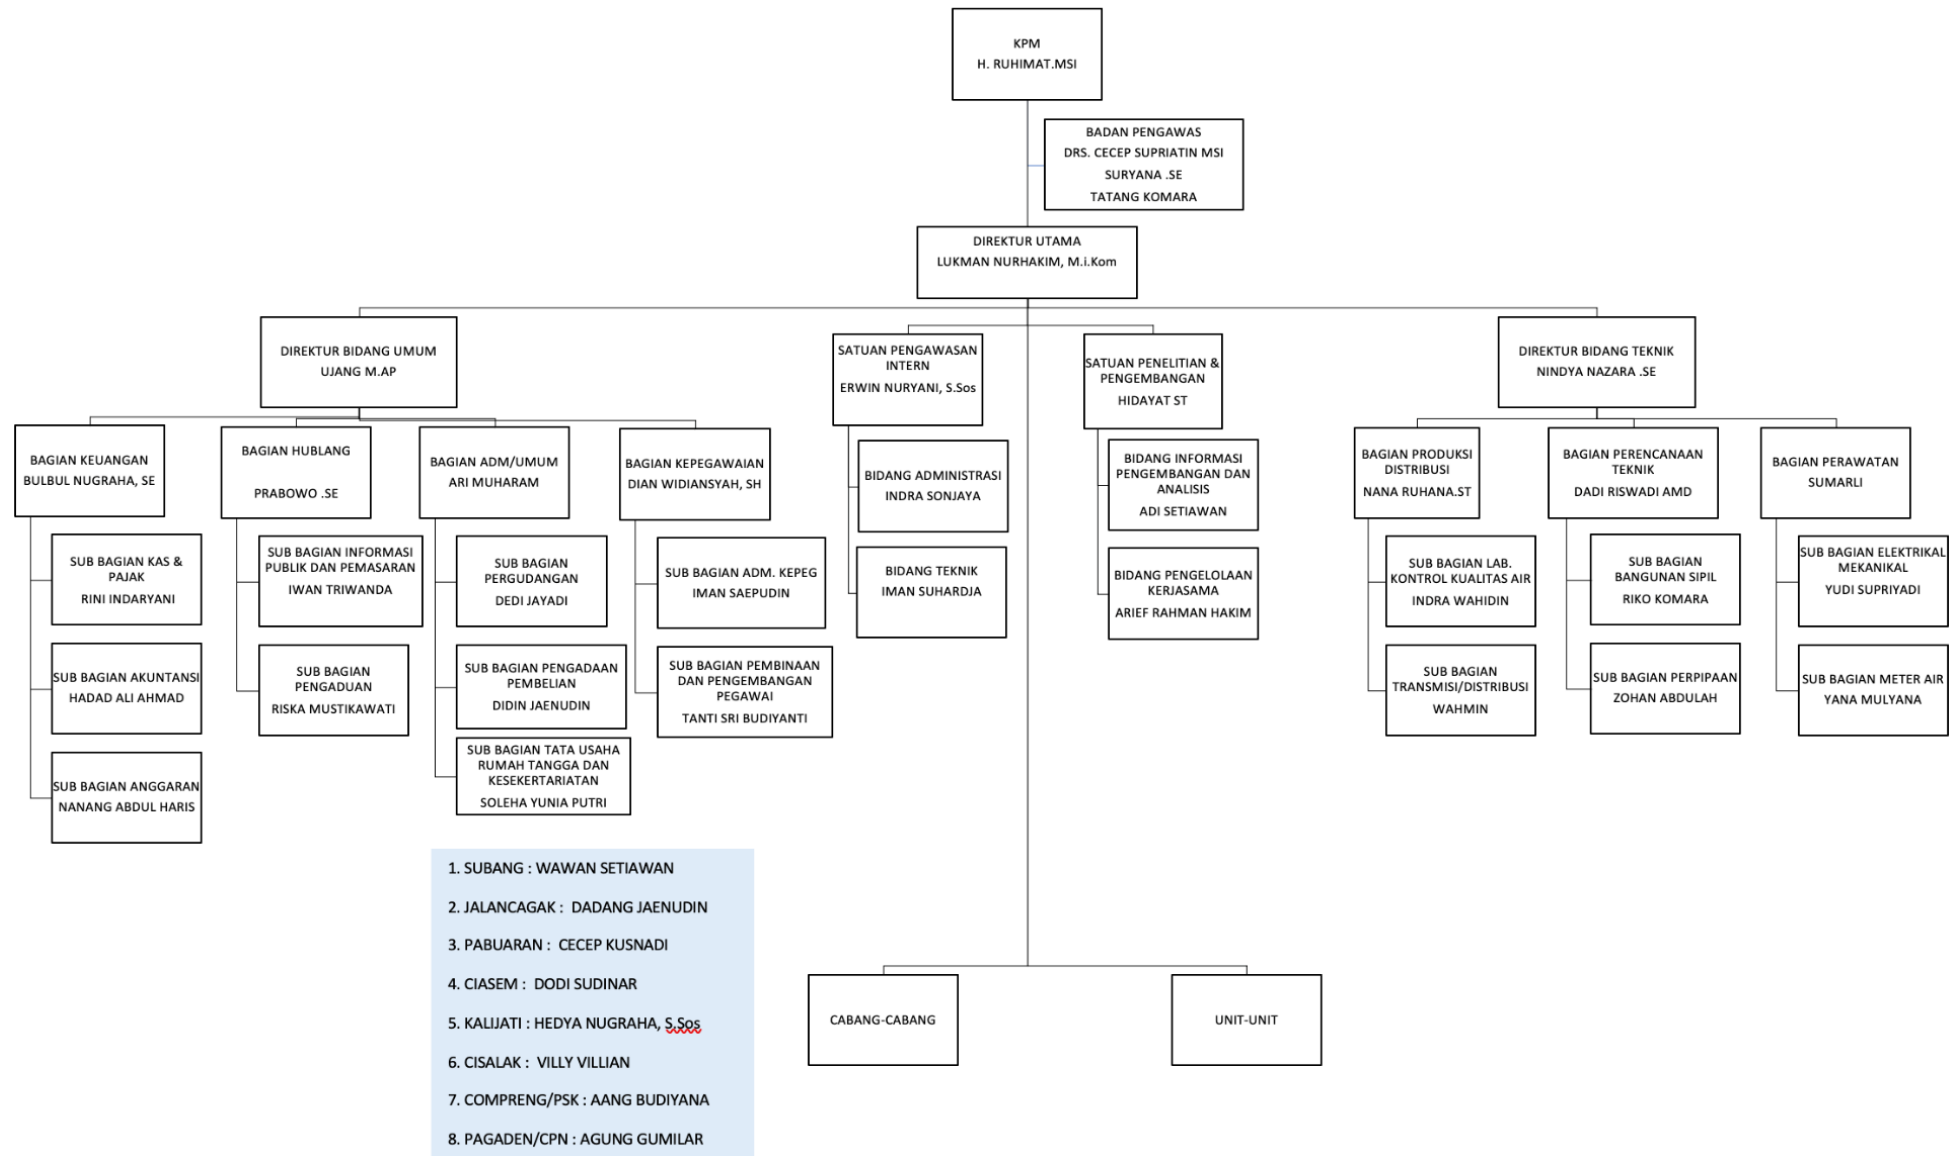 KPM
H. RUHIMAT.MSI
BADAN PENGAWAS
DRS. CECEP SUPRIATIN MSI
SURYANA .SE
TATANG KOMARA
DIREKTUR UTAMA
LUKMAN NURHAKIM, M.i.Kom
DIREKTUR BIDANG UMUM
UJANG M.AP
SATUAN PENGAWASAN
INTERN
ERWIN NURYANI, S.Sos
SATUAN PENELITIAN &
PENGEMBANGAN
HIDAYAT ST
DIREKTUR BIDANG TEKNIK
NINDYA NAZARA .SE
BAGIAN KEUANGAN
BULBUL NUGRAHA, SE
BAGIAN HUBLANG
PRABOWO .SE
BAGIAN ADM/UMUM
ARI MUHARAM
BAGIAN KEPEGAWAIAN
DIAN WIDIANSYAH, SH
BIDANG ADMINISTRASI
INDRA SONJAYA
BIDANG INFORMASI
PENGEMBANGAN DAN
ANALISIS
ADI SETIAWAN
BAGIAN PRODUKSI
DISTRIBUSI
NANA RUHANA.ST
BAGIAN PERENCANAAN
TEKNIK
DADI RISWADI AMD
BAGIAN PERAWATAN
SUMARLI
SUB BAGIAN KAS &
PAJAK
RINI INDARYANI
SUB BAGIAN INFORMASI
PUBLIK DAN PEMASARAN
IWAN TRIWANDA
SUB BAGIAN
PERGUDANGAN
DEDI JAYADI
SUB BAGIAN ADM. KEPEG
IMAN SAEPUDIN
BIDANG TEKNIK
IMAN SUHARDJA
BIDANG PENGELOLAAN
KERJASAMA
ARIEF RAHMAN HAKIM
SUB BAGIAN LAB.
KONTROL KUALITAS AIR
INDRA WAHIDIN
SUB BAGIAN
BANGUNAN SIPIL
RIKO KOMARA
SUB BAGIAN ELEKTRIKAL
MEKANIKAL
YUDI SUPRIYADI
SUB BAGIAN AKUNTANSI
HADAD ALI AHMAD
SUB BAGIAN
PENGADUAN
RISKA MUSTIKAWATI
SUB BAGIAN PENGADAAN
PEMBELIAN
DIDIN JAENUDIN
SUB BAGIAN PEMBINAAN
DAN PENGEMBANGAN
PEGAWAI
TANTI SRI BUDIYANTI
SUB BAGIAN
TRANSMISI/DISTRIBUSI
WAHMIN
SUB BAGIAN PERPIPAAN
ZOHAN ABDULAH
SUB BAGIAN METER AIR
YANA MULYANA
SUB BAGIAN ANGGARAN
NANANG ABDUL HARIS
SUB BAGIAN TATA USAHA
RUMAH TANGGA DAN
KESEKERTARIATAN
SOLEHA YUNIA PUTRI
1. SUBANG : WAWAN SETIAWAN
2. JALANCAGAK : DADANG JAENUDIN
3. PABUARAN : CECEP KUSNADI
4. CIASEM : DODI SUDINAR
5. KALIJATI : HEDYA NUGRAHA, S.Sos
6. CISALAK : VILLY VILLIAN
7. COMPRENG/PSK : AANG BUDIYANA
8. PAGADEN/CPN : AGUNG GUMILAR
CABANG-CABANG
UNIT-UNIT